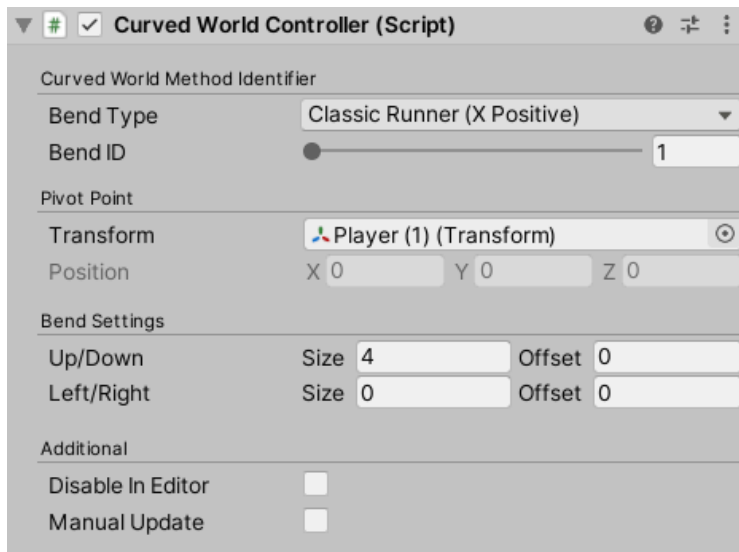 # Curved World Controller (Script)
Curved World Method Identifier
Bend Type Classic Runner (X Positive)
Bend ID 1
Pivot Point
Transform Player (1) (Transform)
Position X 0 Y 0 Z 0
Bend Settings
Up/Down Size 4 Offset 0
Left/Right Size 0 Offset 0
Additional
Disable In Editor
Manual Update